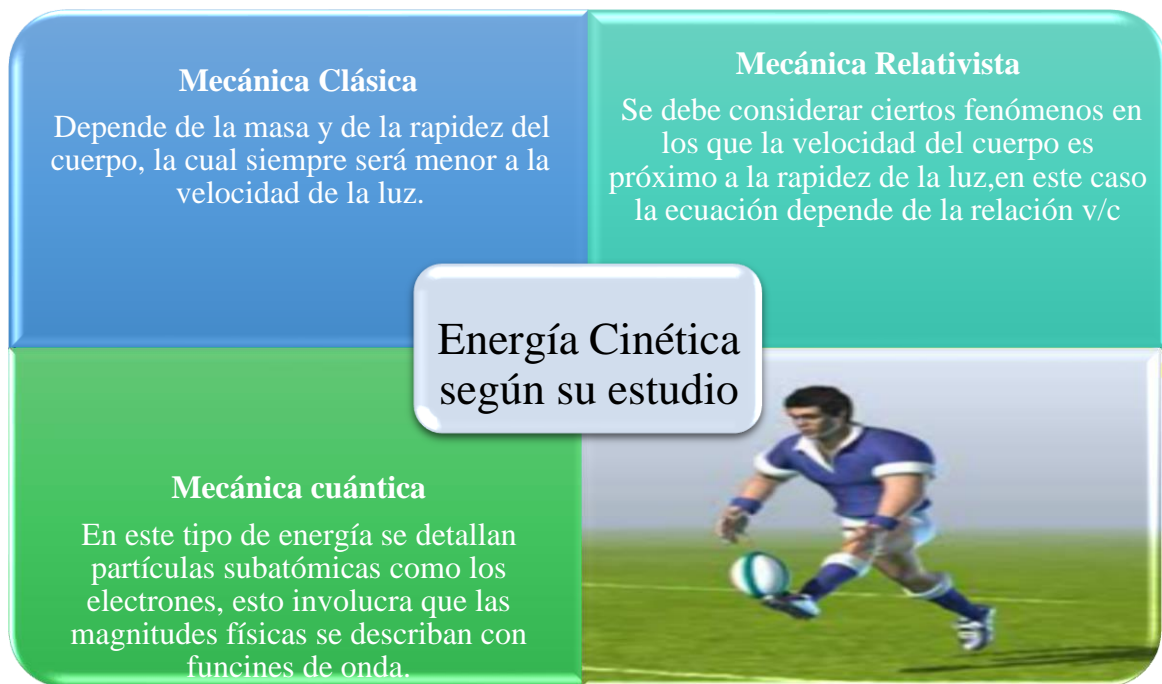 Mecánica Clásica
Depende de la masa y de la rapidez del
cuerpo, la cual siempre será menor a la
velocidad de la luz.
Mecánica Relativista
Se debe considerar ciertos fenómenos en
los que la velocidad del cuerpo es
próximo a la rapidez de la luz,en este caso
la ecuación depende de la relación v/c
Energía Cinética
según su estudio
Mecánica cuántica
En este tipo de energía se detallan
partículas subatómicas como los
electrones, esto involucra que las
magnitudes físicas se describan con
funcines de onda.